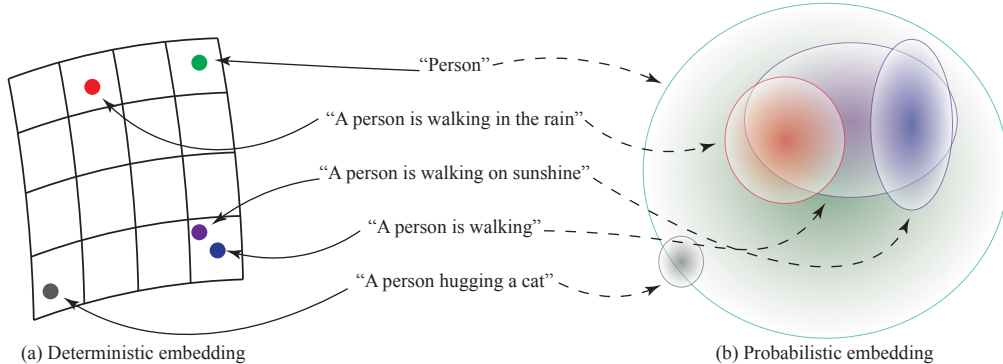 “Person”
“A person is walking in the rain”
“A person is walking on sunshine”
“A person is walking”
“A person hugging a cat”
(a) Deterministic embedding
(b) Probabilistic embedding